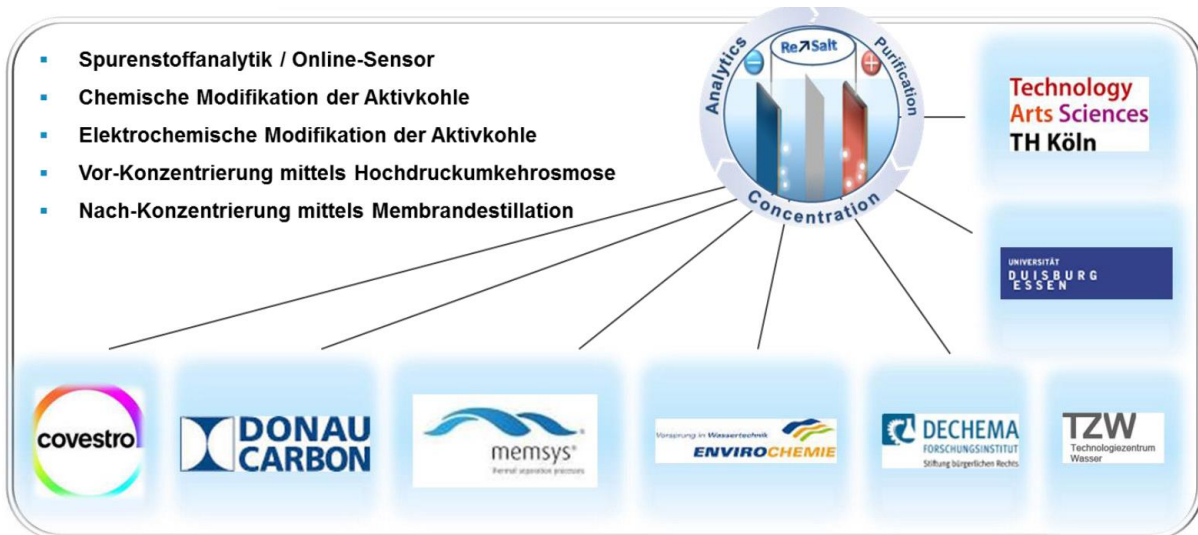 Spurenstoffanalytik / Online-Sensor
Chemische Modifikation der Aktivkohle
Elektrochemische Modifikation der Aktivkohle
Vor-Konzentrierung mittels Hochdruckumkehrosmose
Nach-Konzentrierung mittels Membrandestillation
Analytics
Purification
Concentration
Re↗Salt
Technology
Arts Sciences
TH Köln
UNIVERSITÄT
DUISBURG
ESSEN
covestro
DONAU
CARBON
memsys®
thermal separation processes
Vorsprung in Wassertechnik
ENVIROCHEMIE
DECHEMA
FORSCHUNGSINSTITUT
Stiftung bürgerlichen Rechts
TZW
Technologiezentrum
Wasser